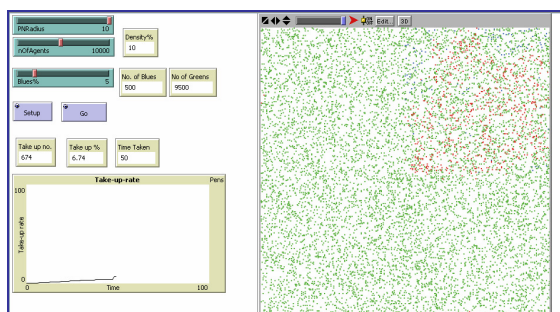 PNRadius 10
nOfAgents 10000
Density%
10
Blues% 5
No. of Blues
500
No of Greens
9500
Setup
Go
Take up no.
674
Take up %
6.74
Time Taken
50
Take-up-rate
Pens
100
Take-up rate
0
0
Time
100
Edit...
3D